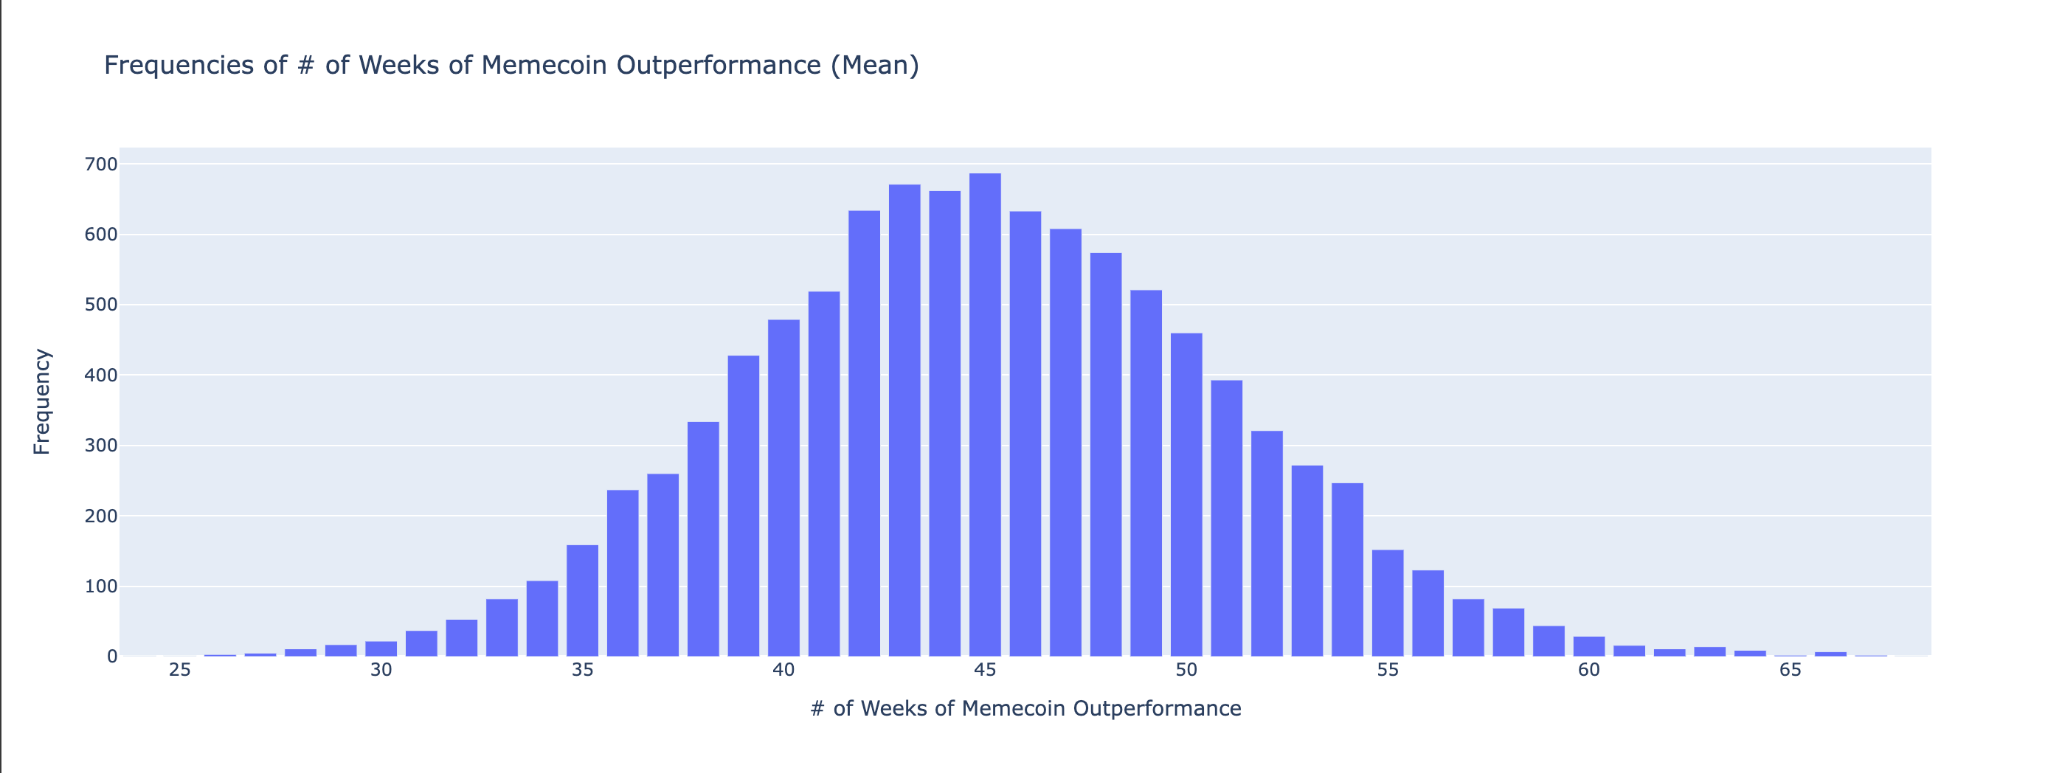 Frequencies of # of Weeks of Memecoin Outperformance (Mean)
700
600
500
400
300
200
100
0
Frequency
25 30 35 40 45 50 55 60 65
# of Weeks of Memecoin Outperformance